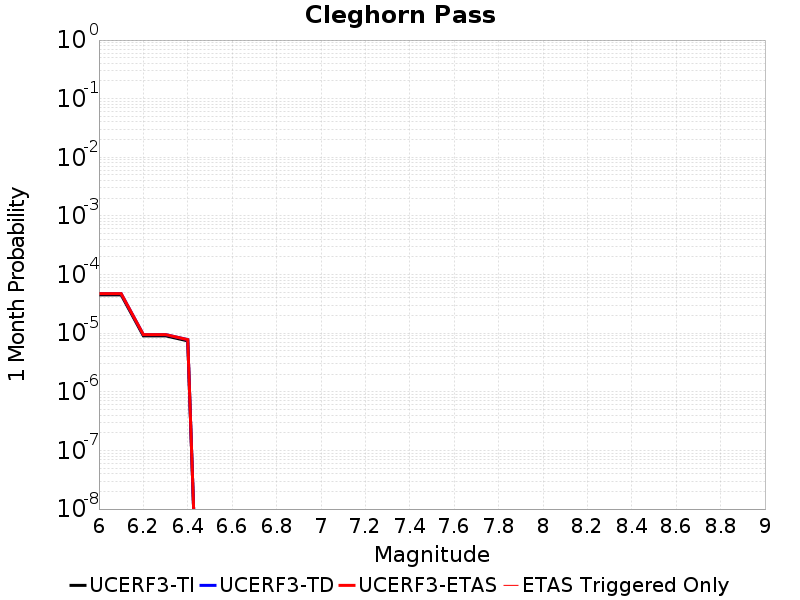 Cleghorn Pass
1 Month Probability
10^0
10^-1
10^-2
10^-3
10^-4
10^-5
10^-6
10^-7
10^-8
6 6.2 6.4 6.6 6.8 7 7.2 7.4 7.6 7.8 8 8.2 8.4 8.6 8.8 9
Magnitude
UCERF3-TI UCERF3-TD UCERF3-ETAS ETAS Triggered Only